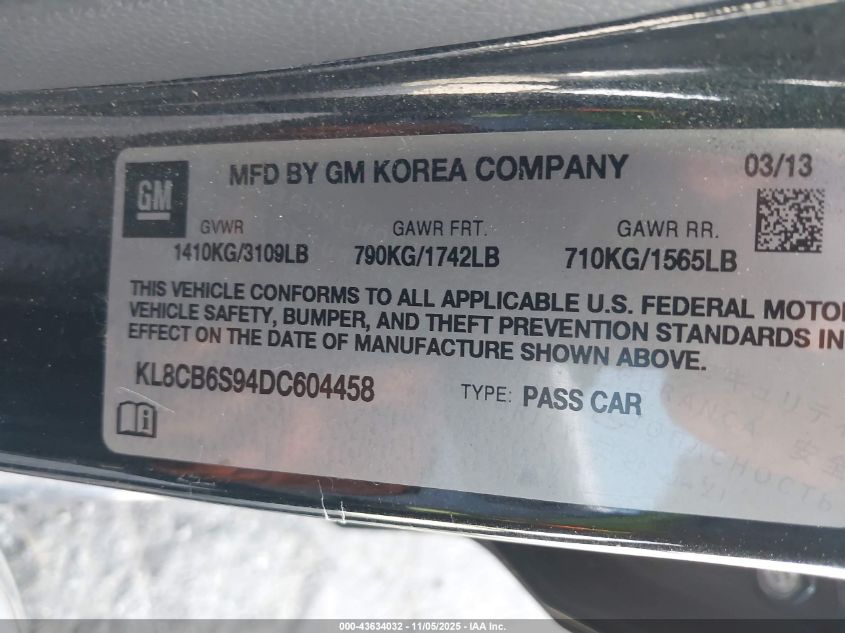 GM
MFD BY GM KOREA COMPANY 03/13
GVWR GAWR FRT. GAWR RR.
1410KG/3109LB 790KG/1742LB 710KG/1565LB
THIS VEHICLE CONFORMS TO ALL APPLICABLE U.S. FEDERAL MOTO
VEHICLE SAFETY, BUMPER, AND THEFT PREVENTION STANDARDS IN
EFFECT ON THE DATE OF MANUFACTURE SHOWN ABOVE.
KL8CB6S94DC604458 TYPE: PASS CAR
000-43634032 — 11/05/2025 — IAA Inc.